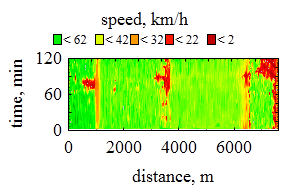 speed, km/h
< 62 < 42 < 32 < 22 < 2
time, min
120
60
0
0 2000 4000 6000
distance, m